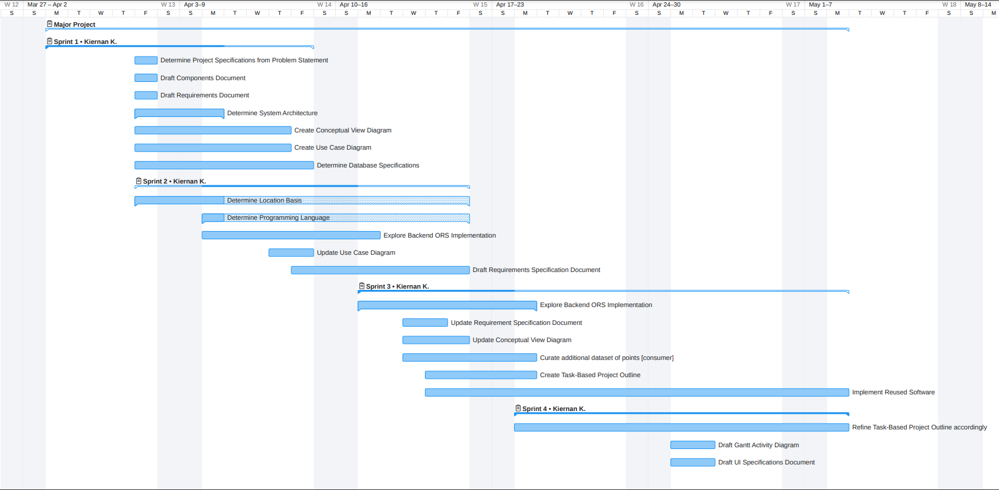 W 12 Mar 27 – Apr 2 W 13 Apr 3–9 W 14 Apr 10–16 W 15 Apr 17–23 W 16 Apr 24–30 W 17 May 1–7 W 18 May 8–14
S S M T W T F S S M T W T F S S M T W T F S S M T W T F S S M T W T F S S M T W T F S S M
Major Project
Sprint 1 • Kiernan K.
Determine Project Specifications from Problem Statement
Draft Components Document
Draft Requirements Document
Determine System Architecture
Create Conceptual View Diagram
Create Use Case Diagram
Determine Database Specifications
Sprint 2 • Kiernan K.
Determine Location Basis
Determine Programming Language
Explore Backend ORS Implementation
Update Use Case Diagram
Draft Requirements Specification Document
Sprint 3 • Kiernan K.
Explore Backend ORS Implementation
Update Requirement Specification Document
Update Conceptual View Diagram
Curate additional dataset of points [consumer]
Create Task-Based Project Outline
Implement Reused Software
Sprint 4 • Kiernan K.
Refine Task-Based Project Outline accordingly
Draft Gantt Activity Diagram
Draft UI Specifications Document